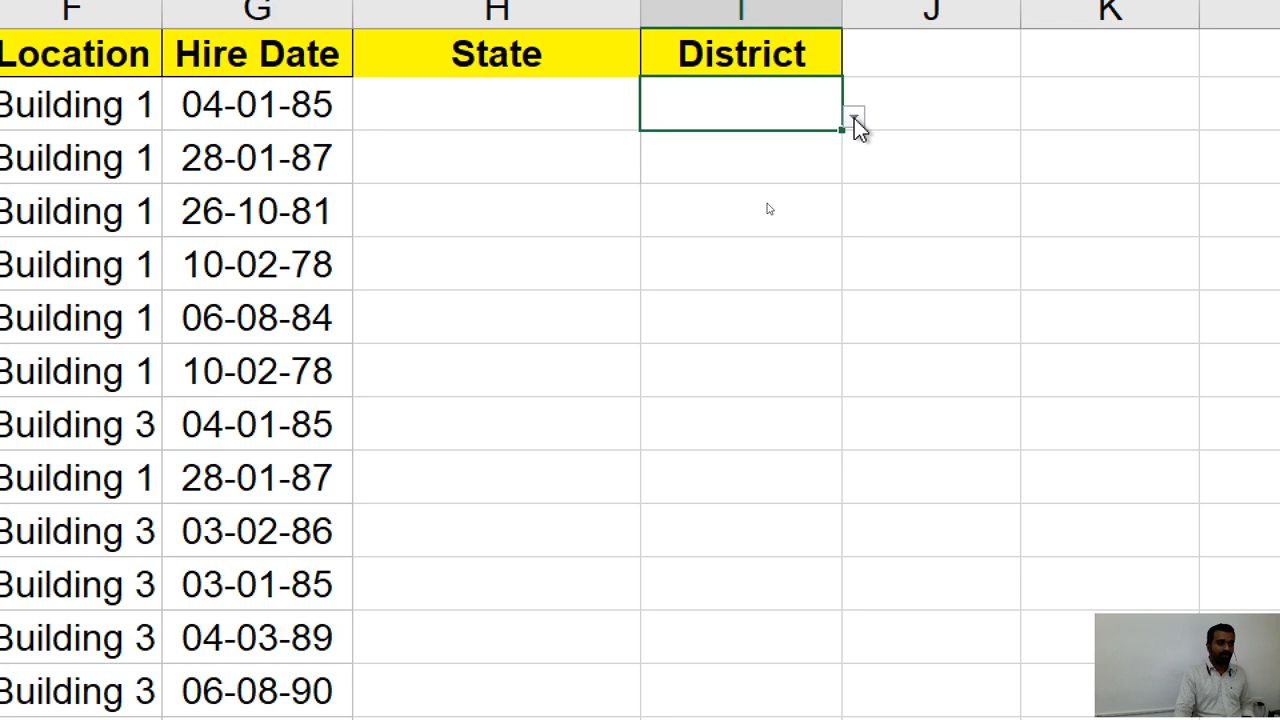 F G H I J K
Location Hire Date State District
Building 1 04-01-85
Building 1 28-01-87
Building 1 26-10-81
Building 1 10-02-78
Building 1 06-08-84
Building 1 10-02-78
Building 3 04-01-85
Building 1 28-01-87
Building 3 03-02-86
Building 3 03-01-85
Building 3 04-03-89
Building 3 06-08-90